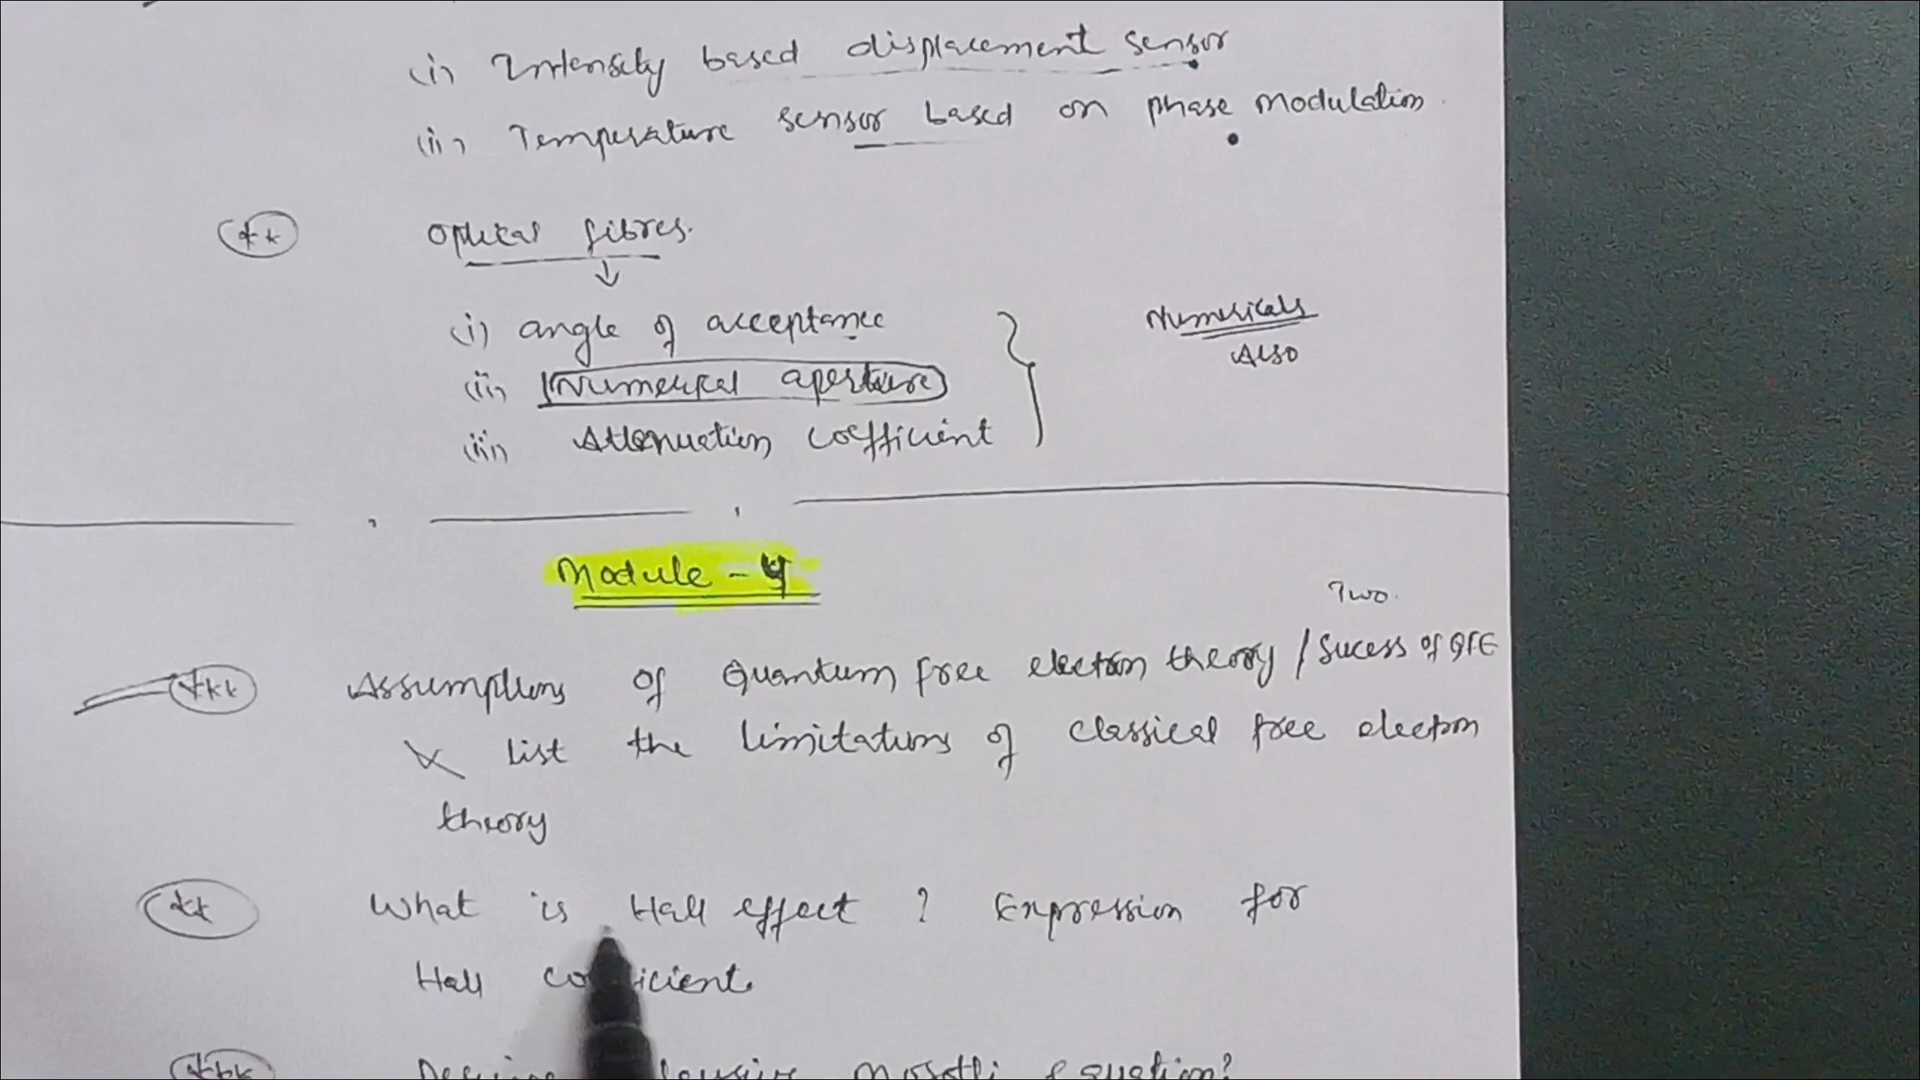 (i) Intensity based displacement sensor
(ii) Temperature sensor based on phase modulation
** Optical fibres.
(i) angle of acceptance
(ii) Numerical aperture
(iii) Attenuation coefficient
Numericals
Also
Module - 4
Two
*** Assumptions of Quantum free electron theory / Sucess of QFE
& list the limitations of classical free electron
theory
** What is Hall effect ? Expression for
Hall coefficient.
*** mosotti equation?